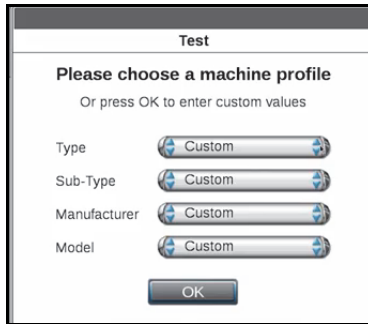 Test
Please choose a machine profile
Or press OK to enter custom values
Type Custom
Sub-Type Custom
Manufacturer Custom
Model Custom
OK